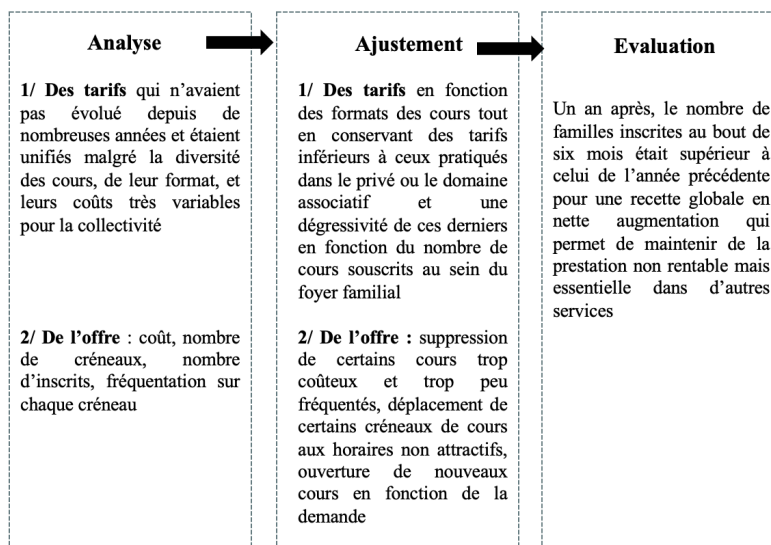 Analyse
1/ Des tarifs qui n’avaient
pas évolué depuis de
nombreuses années et étaient
unifiés malgré la diversité
des cours, de leur format, et
leurs coûts très variables
pour la collectivité
2/ De l’offre : coût, nombre
de créneaux, nombre
d’inscrits, fréquentation sur
chaque créneau
Ajustement
1/ Des tarifs en fonction
des formats des cours tout
en conservant des tarifs
inférieurs à ceux pratiqués
dans le privé ou le domaine
associatif et une
dégressivité de ces derniers
en fonction du nombre de
cours souscrits au sein du
foyer familial
2/ De l’offre : suppression
de certains cours trop
coûteux et trop peu
fréquentés, déplacement de
certains créneaux de cours
aux horaires non attractifs,
ouverture de nouveaux
cours en fonction de la
demande
Evaluation
Un an après, le nombre de
familles inscrites au bout de
six mois était supérieur à
celui de l’année précédente
pour une recette globale en
nette augmentation qui
permet de maintenir de la
prestation non rentable mais
essentielle dans d’autres
services